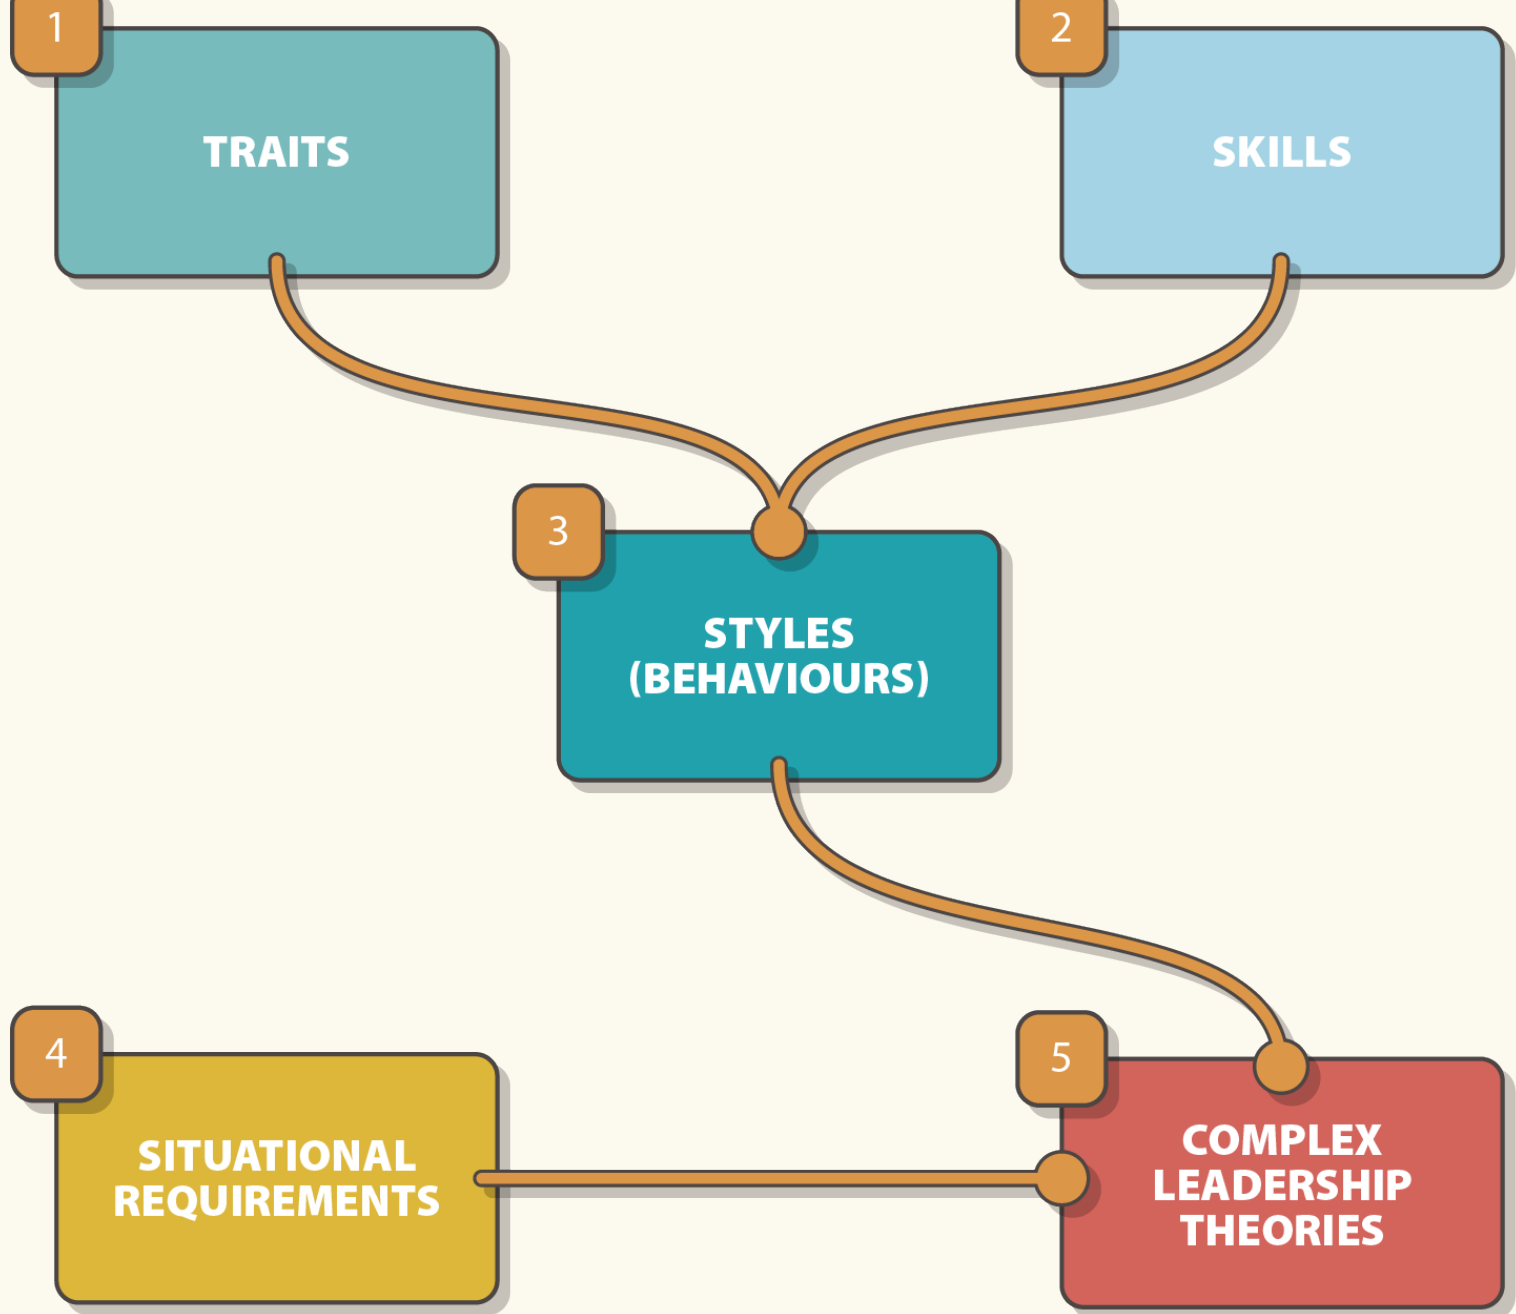 1
TRAITS
2
SKILLS
3
STYLES
(BEHAVIOURS)
4
SITUATIONAL
REQUIREMENTS
5
COMPLEX
LEADERSHIP
THEORIES